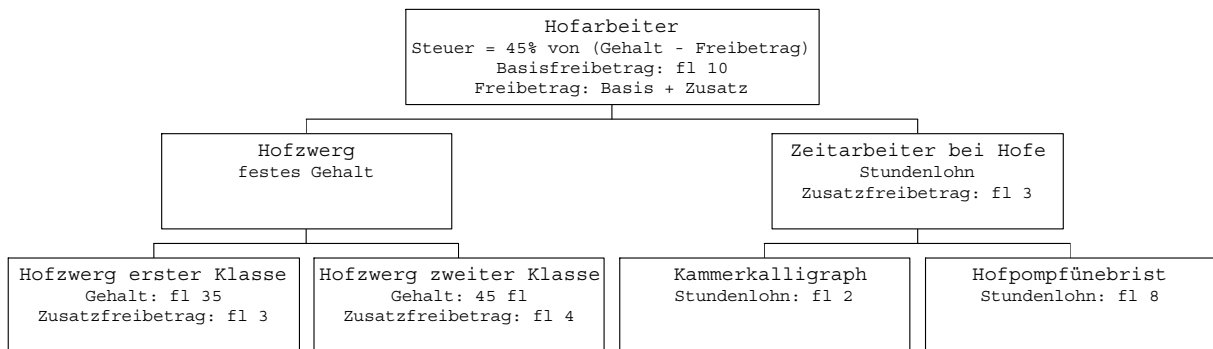 Hofarbeiter
Steuer = 45% von (Gehalt - Freibetrag)
Basisfreibetrag: fl 10
Freibetrag: Basis + Zusatz
Hofzwerg
festes Gehalt
Zeitarbeiter bei Hofe
Stundenlohn
Zusatzfreibetrag: fl 3
Hofzwerg erster Klasse
Gehalt: fl 35
Zusatzfreibetrag: fl 3
Hofzwerg zweiter Klasse
Gehalt: 45 fl
Zusatzfreibetrag: fl 4
Kammerkalligraph
Stundenlohn: fl 2
Hofpompfünebrist
Stundenlohn: fl 8